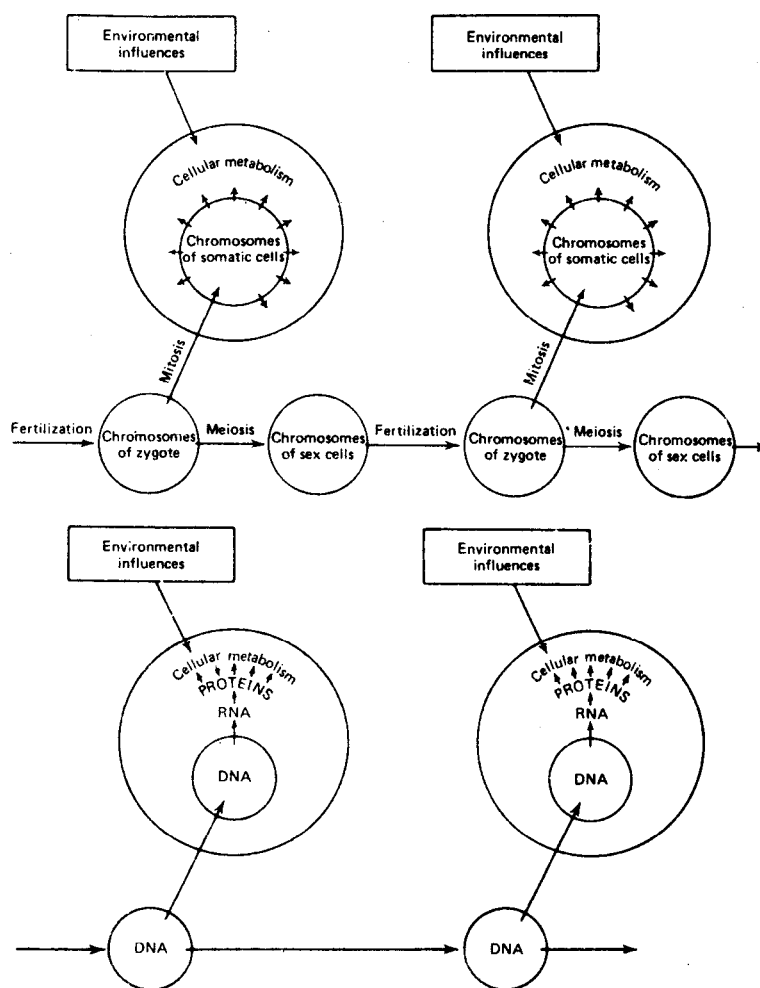 Environmental
influences
Environmental
influences
Cellular metabolism
Chromosomes
of somatic cells
Cellular metabolism
Chromosomes
of somatic cells
Mitosis
Mitosis
Fertilization
Chromosomes
of zygote
Meiosis
Chromosomes
of sex cells
Fertilization
Chromosomes
of zygote
Meiosis
Chromosomes
of sex cells
Environmental
influences
Environmental
influences
Cellular metabolism
PROTEINS
RNA
DNA
Cellular metabolism
PROTEINS
RNA
DNA
DNA
DNA